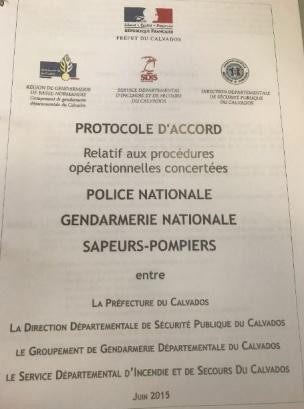 RÉPUBLIQUE FRANÇAISE
PRÉFET DU CALVADOS
RÉGION DE GENDARMERIE
DE BASSE NORMANDIE
Groupement de gendarmerie
départementale du Calvados
SDIS
SERVICE DÉPARTEMENTAL
D'INCENDIE ET DE SECOURS
DU CALVADOS
DIRECTION DÉPARTEMENTALE
DE SÉCURITÉ PUBLIQUE
DU CALVADOS
PROTOCOLE D'ACCORD
Relatif aux procédures
opérationnelles concertées
POLICE NATIONALE
GENDARMERIE NATIONALE
SAPEURS-POMPIERS
entre
LA PRÉFECTURE DU CALVADOS
LA DIRECTION DÉPARTEMENTALE DE SÉCURITÉ PUBLIQUE DU CALVADOS
LE GROUPEMENT DE GENDARMERIE DÉPARTEMENTALE DU CALVADOS
LE SERVICE DÉPARTEMENTAL D'INCENDIE ET DE SECOURS DU CALVADOS
JUIN 2015